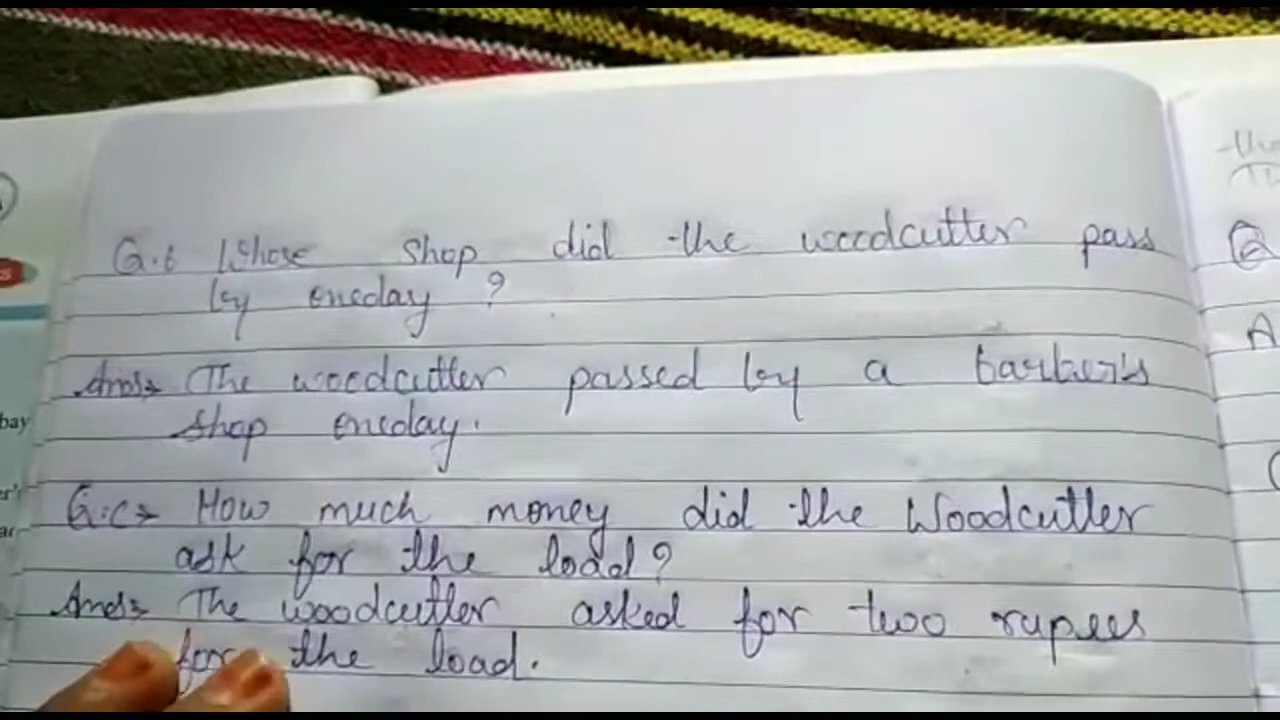 Q.b Whose shop did the woodcutter pass
by oneday ?
Ans:- The woodcutter passed by a barber's
shop oneday.
Q.c:- How much money did the Woodcutter
ask for the load?
Ans:- The woodcutter asked for two rupees
for the load.
bay
Q
A